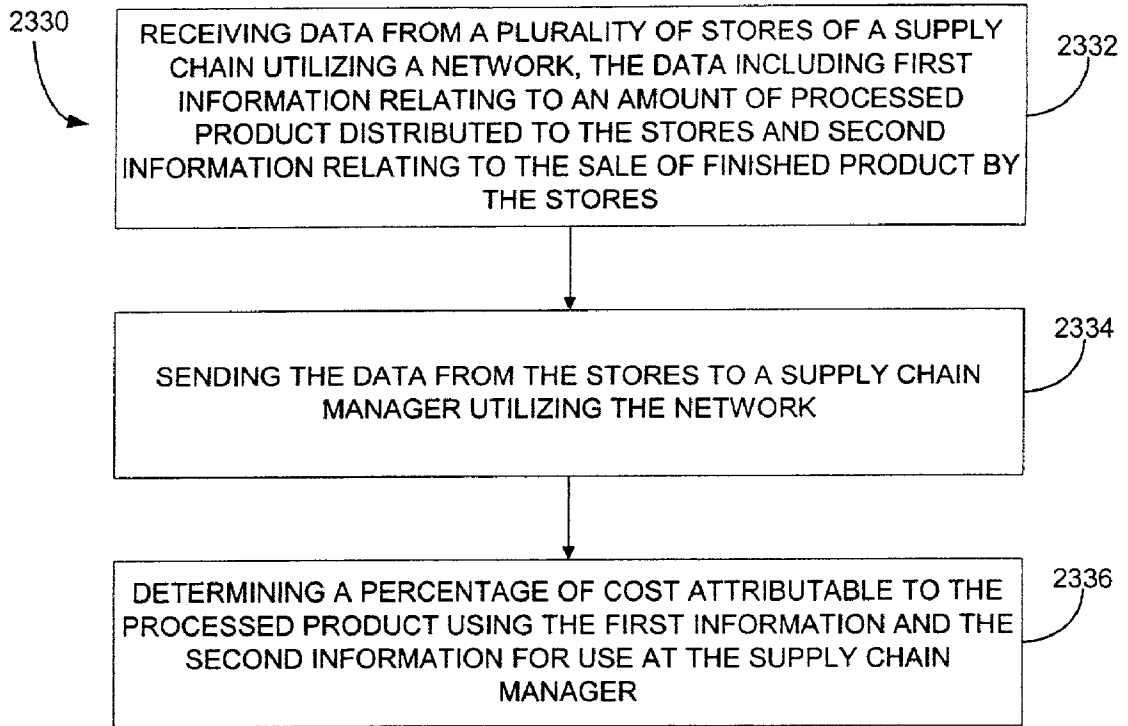 2330
RECEIVING DATA FROM A PLURALITY OF STORES OF A SUPPLY
CHAIN UTILIZING A NETWORK, THE DATA INCLUDING FIRST
INFORMATION RELATING TO AN AMOUNT OF PROCESSED
PRODUCT DISTRIBUTED TO THE STORES AND SECOND
INFORMATION RELATING TO THE SALE OF FINISHED PRODUCT BY
THE STORES
2332
SENDING THE DATA FROM THE STORES TO A SUPPLY CHAIN
MANAGER UTILIZING THE NETWORK
2334
DETERMINING A PERCENTAGE OF COST ATTRIBUTABLE TO THE
PROCESSED PRODUCT USING THE FIRST INFORMATION AND THE
SECOND INFORMATION FOR USE AT THE SUPPLY CHAIN
MANAGER
2336